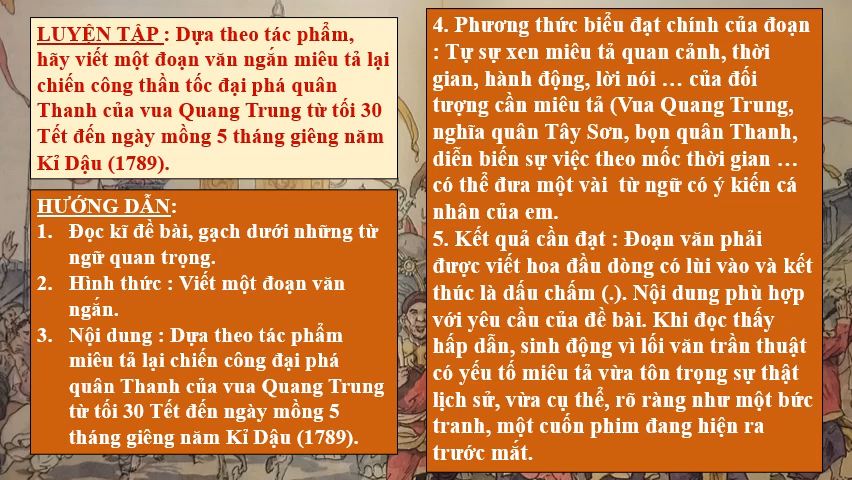 LUYỆN TẬP : Dựa theo tác phẩm,
hãy viết một đoạn văn ngắn miêu tả lại
chiến công thần tốc đại phá quân
Thanh của vua Quang Trung từ tối 30
Tết đến ngày mồng 5 tháng giêng năm
Kỉ Dậu (1789).
HƯỚNG DẪN:
1. Đọc kĩ đề bài, gạch dưới những từ
ngữ quan trọng.
2. Hình thức : Viết một đoạn văn
ngắn.
3. Nội dung : Dựa theo tác phẩm
miêu tả lại chiến công đại phá
quân Thanh của vua Quang Trung
từ tối 30 Tết đến ngày mồng 5
tháng giêng năm Kỉ Dậu (1789).
4. Phương thức biểu đạt chính của đoạn
: Tự sự xen miêu tả quan cảnh, thời
gian, hành động, lời nói … của đối
tượng cần miêu tả (Vua Quang Trung,
nghĩa quân Tây Sơn, bọn quân Thanh,
diễn biến sự việc theo mốc thời gian …
có thể đưa một vài từ ngữ có ý kiến cá
nhân của em.
5. Kết quả cần đạt : Đoạn văn phải
được viết hoa đầu dòng có lùi vào và kết
thúc là dấu chấm (.). Nội dung phù hợp
với yêu cầu của đề bài. Khi đọc thấy
hấp dẫn, sinh động vì lối văn trần thuật
có yếu tố miêu tả vừa tôn trọng sự thật
lịch sử, vừa cụ thể, rõ ràng như một bức
tranh, một cuốn phim đang hiện ra
trước mắt.